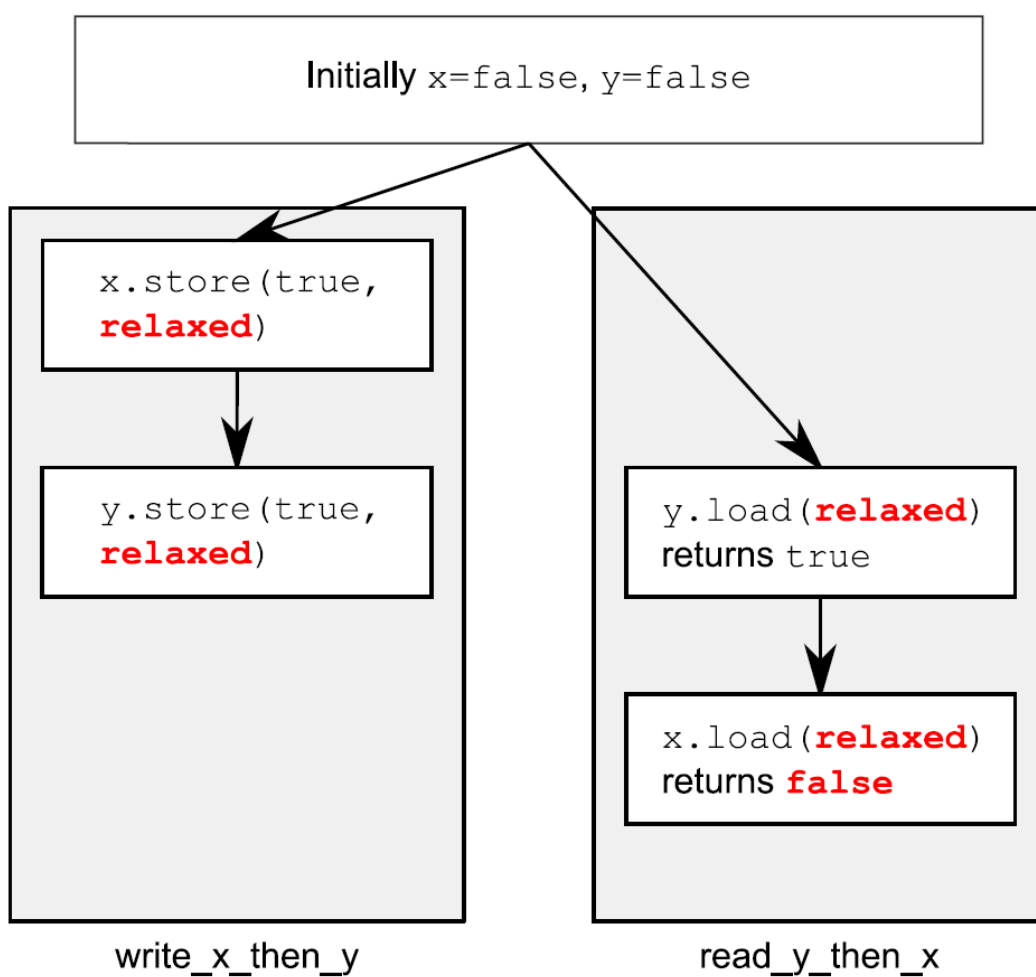 Initially x=false, y=false
x.store(true,
relaxed)
y.store(true,
relaxed)
write_x_then_y
y.load(relaxed)
returns true
x.load(relaxed)
returns false
read_y_then_x